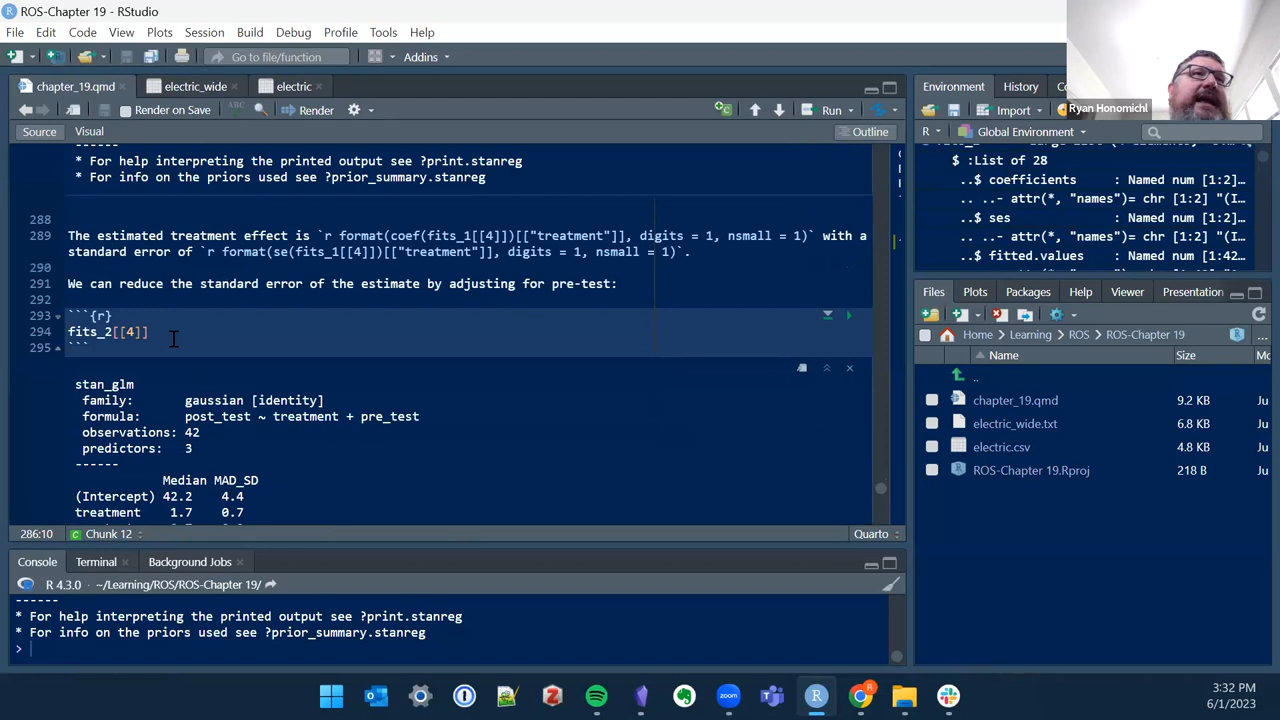 ROS-Chapter 19 - RStudio
File Edit Code View Plots Session Build Debug Profile Tools Help
Go to file/function Addins
chapter_19.qmd electric_wide electric
Render on Save Render Run
Source Visual Outline
* For help interpreting the printed output see ?print.stanreg
* For info on the priors used see ?prior_summary.stanreg
288
289 The estimated treatment effect is `r format(coef(fits_1[[4]])[["treatment"]], digits = 1, nsmall = 1)` with a
standard error of `r format(se(fits_1[[4]])[["treatment"]], digits = 1, nsmall = 1)`.
290
291 We can reduce the standard error of the estimate by adjusting for pre-test:
292
293 ```{r}
294 fits_2[[4]]
295 ```
stan_glm
family: gaussian [identity]
formula: post_test ~ treatment + pre_test
observations: 42
predictors: 3
------
Median MAD_SD
(Intercept) 42.2 4.4
treatment 1.7 0.7
286:10 Chunk 12 Quarto
Console Terminal Background Jobs
R 4.3.0 · ~/Learning/ROS/ROS-Chapter 19/
------
* For help interpreting the printed output see ?print.stanreg
* For info on the priors used see ?prior_summary.stanreg
>
Ryan Honomichl
Environment History
Import
R Global Environment
$ :List of 28
..$ coefficients : Named num [1:2]…
.. ..- attr(*, "names")= chr [1:2] "(I…
..$ ses : Named num [1:2]…
.. ..- attr(*, "names")= chr [1:2] "(I…
..$ fitted.values : Named num [1:42…
Files Plots Packages Help Viewer Presentation
Home Learning ROS ROS-Chapter 19 ...
Name Size Mo
..
chapter_19.qmd 9.2 KB Ju
electric_wide.txt 6.8 KB Ju
electric.csv 4.8 KB Ju
ROS-Chapter 19.Rproj 218 B Ju
3:32 PM
6/1/2023